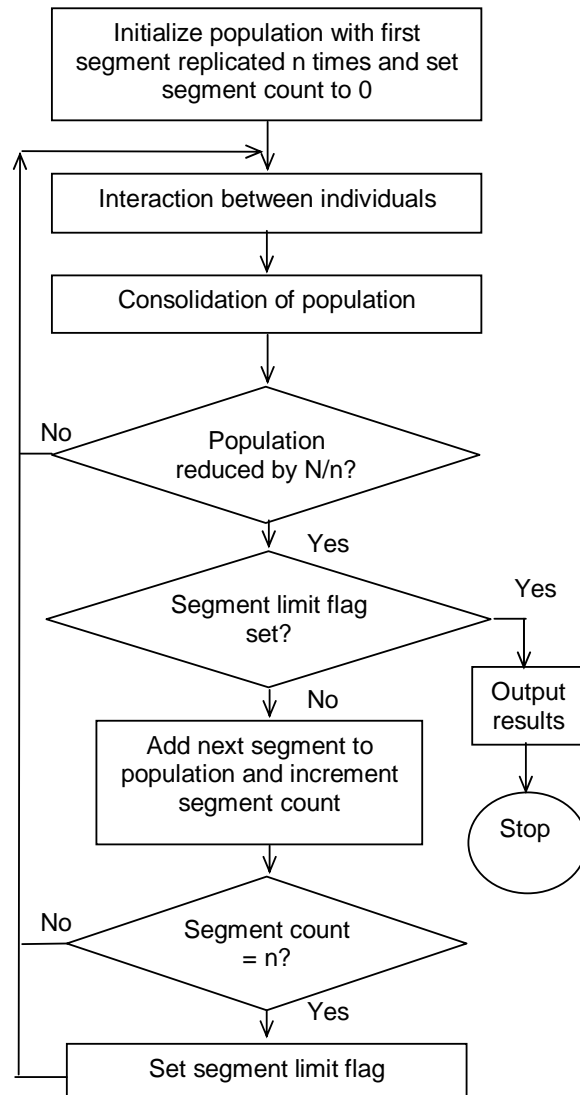 Initialize population with first
segment replicated n times and set
segment count to 0
Interaction between individuals
Consolidation of population
No
Population
reduced by N/n?
Yes
Segment limit flag
set?
Yes
No
Output
results
Add next segment to
population and increment
segment count
Stop
No
Segment count
= n?
Yes
Set segment limit flag